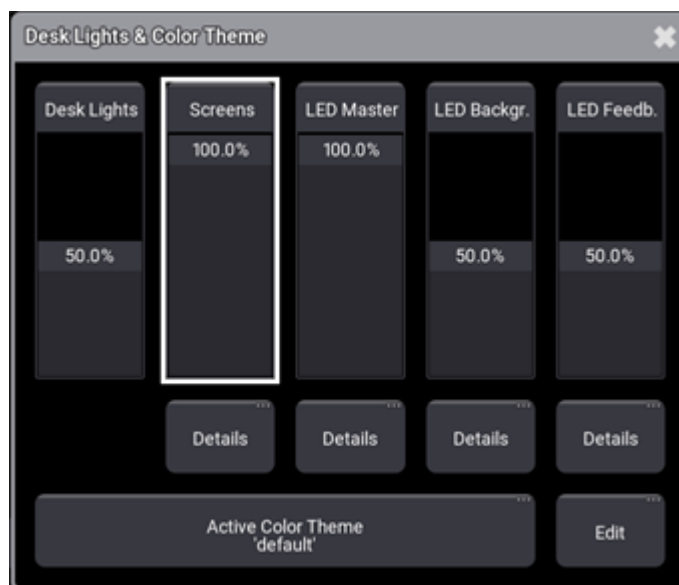 Desk Lights & Color Theme
Desk Lights
Screens
LED Master
LED Backgr.
LED Feedb.
100.0%
100.0%
50.0%
50.0%
50.0%
Details
Details
Details
Details
Active Color Theme
'default'
Edit